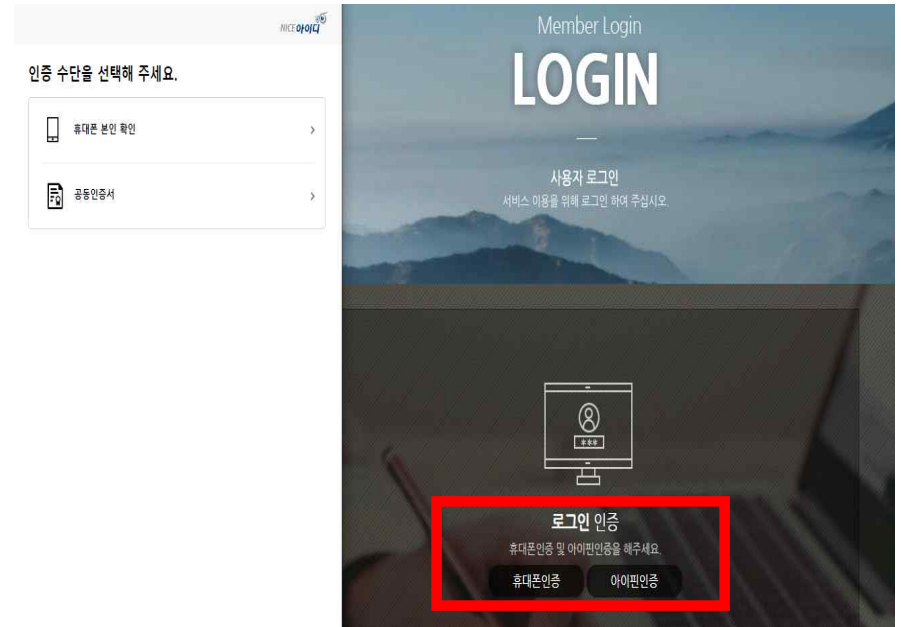 NICE아이디
인증 수단을 선택해 주세요.
휴대폰 본인 확인
공동인증서
Member Login
LOGIN
사용자 로그인
서비스 이용을 위해 로그인 하여 주십시오.
***
로그인 인증
휴대폰인증 및 아이핀인증을 해주세요.
휴대폰인증 아이핀인증